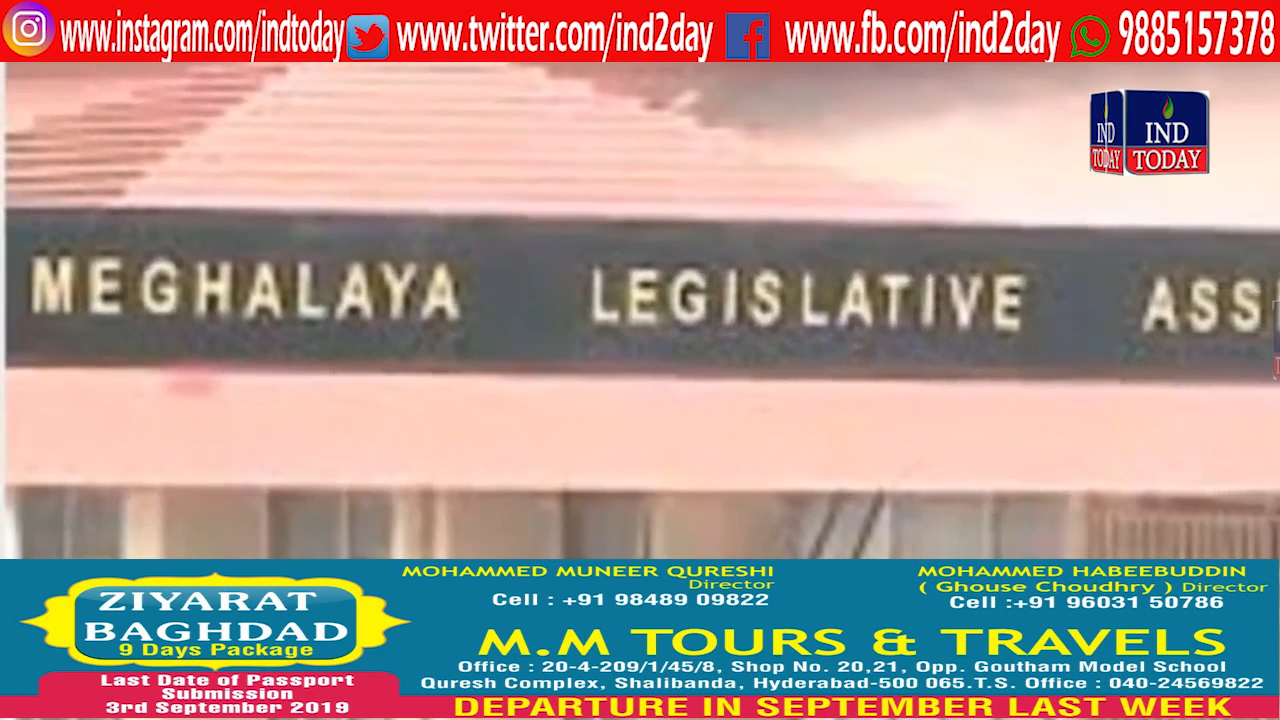 www.instagram.com/indtoday www.twitter.com/ind2day www.fb.com/ind2day 9885157378
IND TODAY
IND TODAY
MEGHALAYA LEGISLATIVE
ZIYARAT
BAGHDAD
9 Days Package
Last Date of Passport
Submission
3rd September 2019
MOHAMMED MUNEER QURESHI
Director
Cell : +91 98489 09822
MOHAMMED HABEEBUDDIN
( Ghouse Choudhry ) Director
Cell :+91 96031 50786
M.M TOURS & TRAVELS
Office : 20-4-209/1/45/8, Shop No. 20,21, Opp. Goutham Model School
Quresh Complex, Shalibanda, Hyderabad-500 065.T.S. Office : 040-24569822
DEPARTURE IN SEPTEMBER LAST WEEK